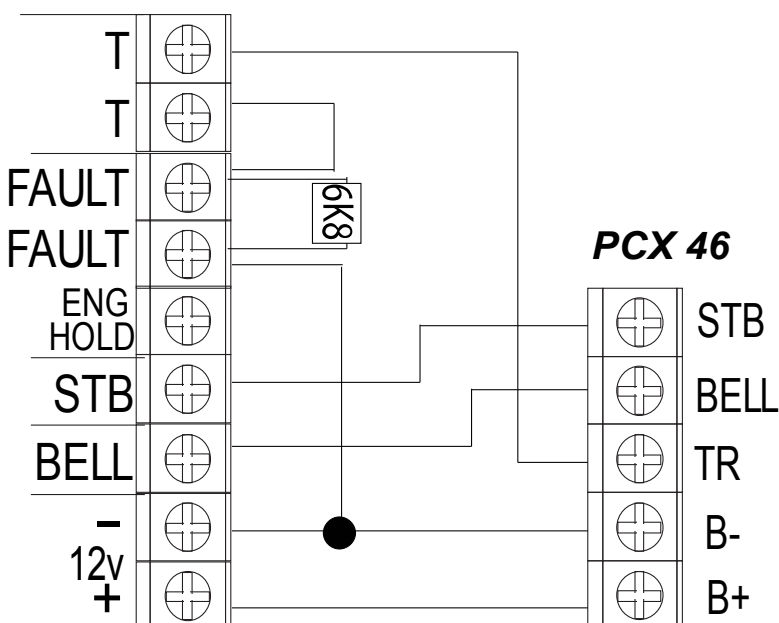 T
T
FAULT
FAULT
ENG
HOLD
STB
BELL
-
12v
+
6K8
PCX 46
STB
BELL
TR
B-
B+